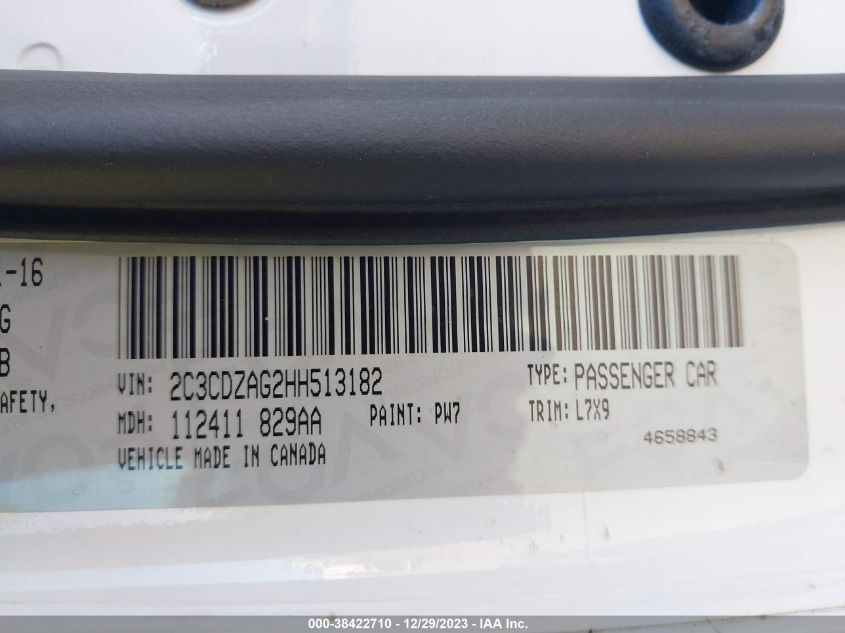 1-16
G
B
AFETY,
VIN: 2C3CDZAG2HH513182
TYPE: PASSENGER CAR
MDH: 112411 829AA
PAINT: PW7
TRIM: L7X9
VEHICLE MADE IN CANADA
4658843
000-38422710 - 12/29/2023 - IAA Inc.